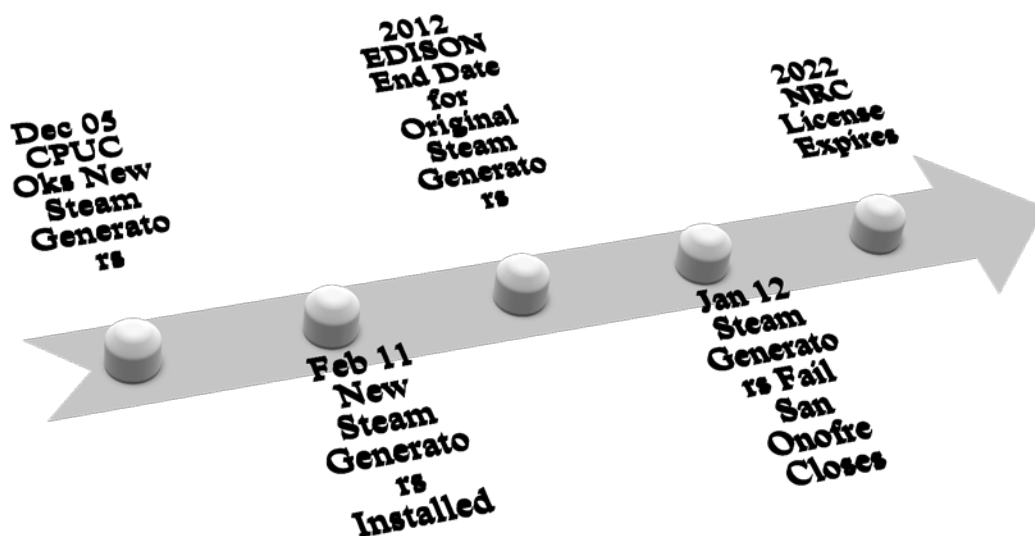 Dec 05
CPUC
Oks New
Steam
Generato
rs
Feb 11
New
Steam
Generato
rs
Installed
2012
EDISON
End Date
for
Original
Steam
Generato
rs
Jan 12
Steam
Generato
rs Fail
San
Onofre
Closes
2022
NRC
License
Expires